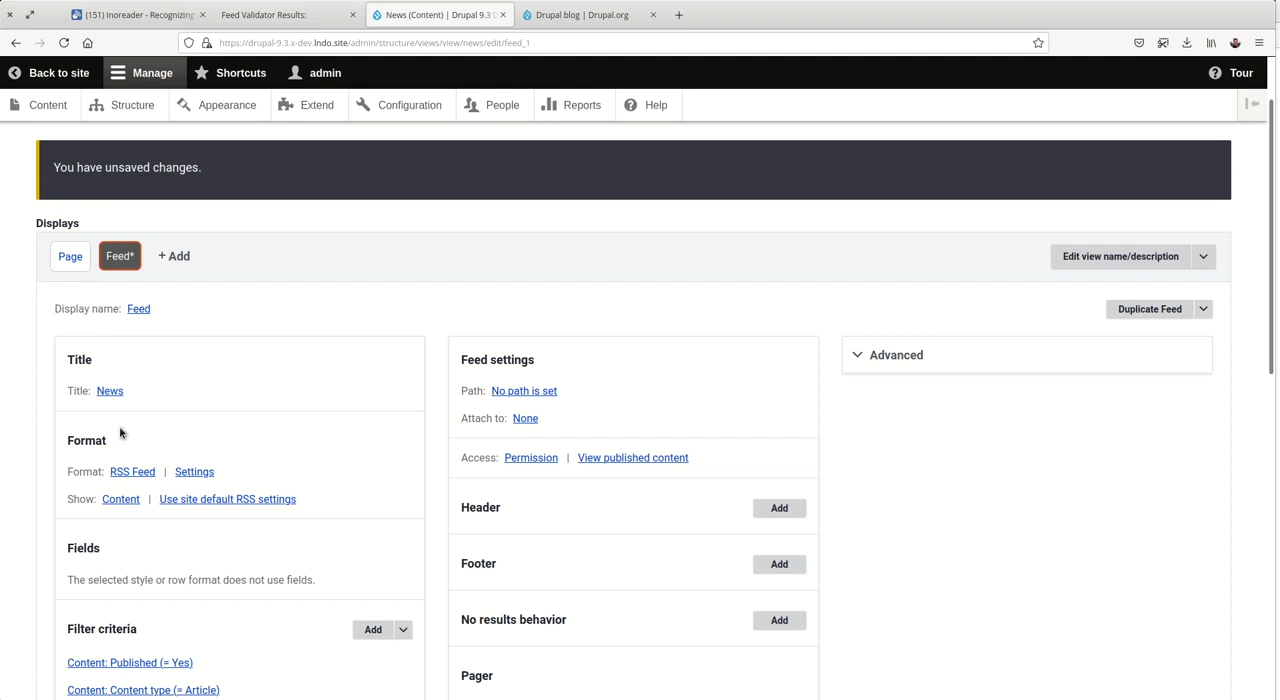 (151) Inoreader - Recognizing
Feed Validator Results:
News (Content) | Drupal 9.3 D
Drupal blog | Drupal.org
https://drupal-9.3.x-dev.lndo.site/admin/structure/views/view/news/edit/feed_1
Back to site
Manage
Shortcuts
admin
Tour
Content
Structure
Appearance
Extend
Configuration
People
Reports
Help
You have unsaved changes.
Displays
Page
Feed*
+ Add
Edit view name/description
Display name: Feed
Duplicate Feed
Title
Title: News
Format
Format: RSS Feed | Settings
Show: Content | Use site default RSS settings
Fields
The selected style or row format does not use fields.
Filter criteria
Add
Content: Published (= Yes)
Content: Content type (= Article)
Feed settings
Path: No path is set
Attach to: None
Access: Permission | View published content
Header
Add
Footer
Add
No results behavior
Add
Pager
Advanced